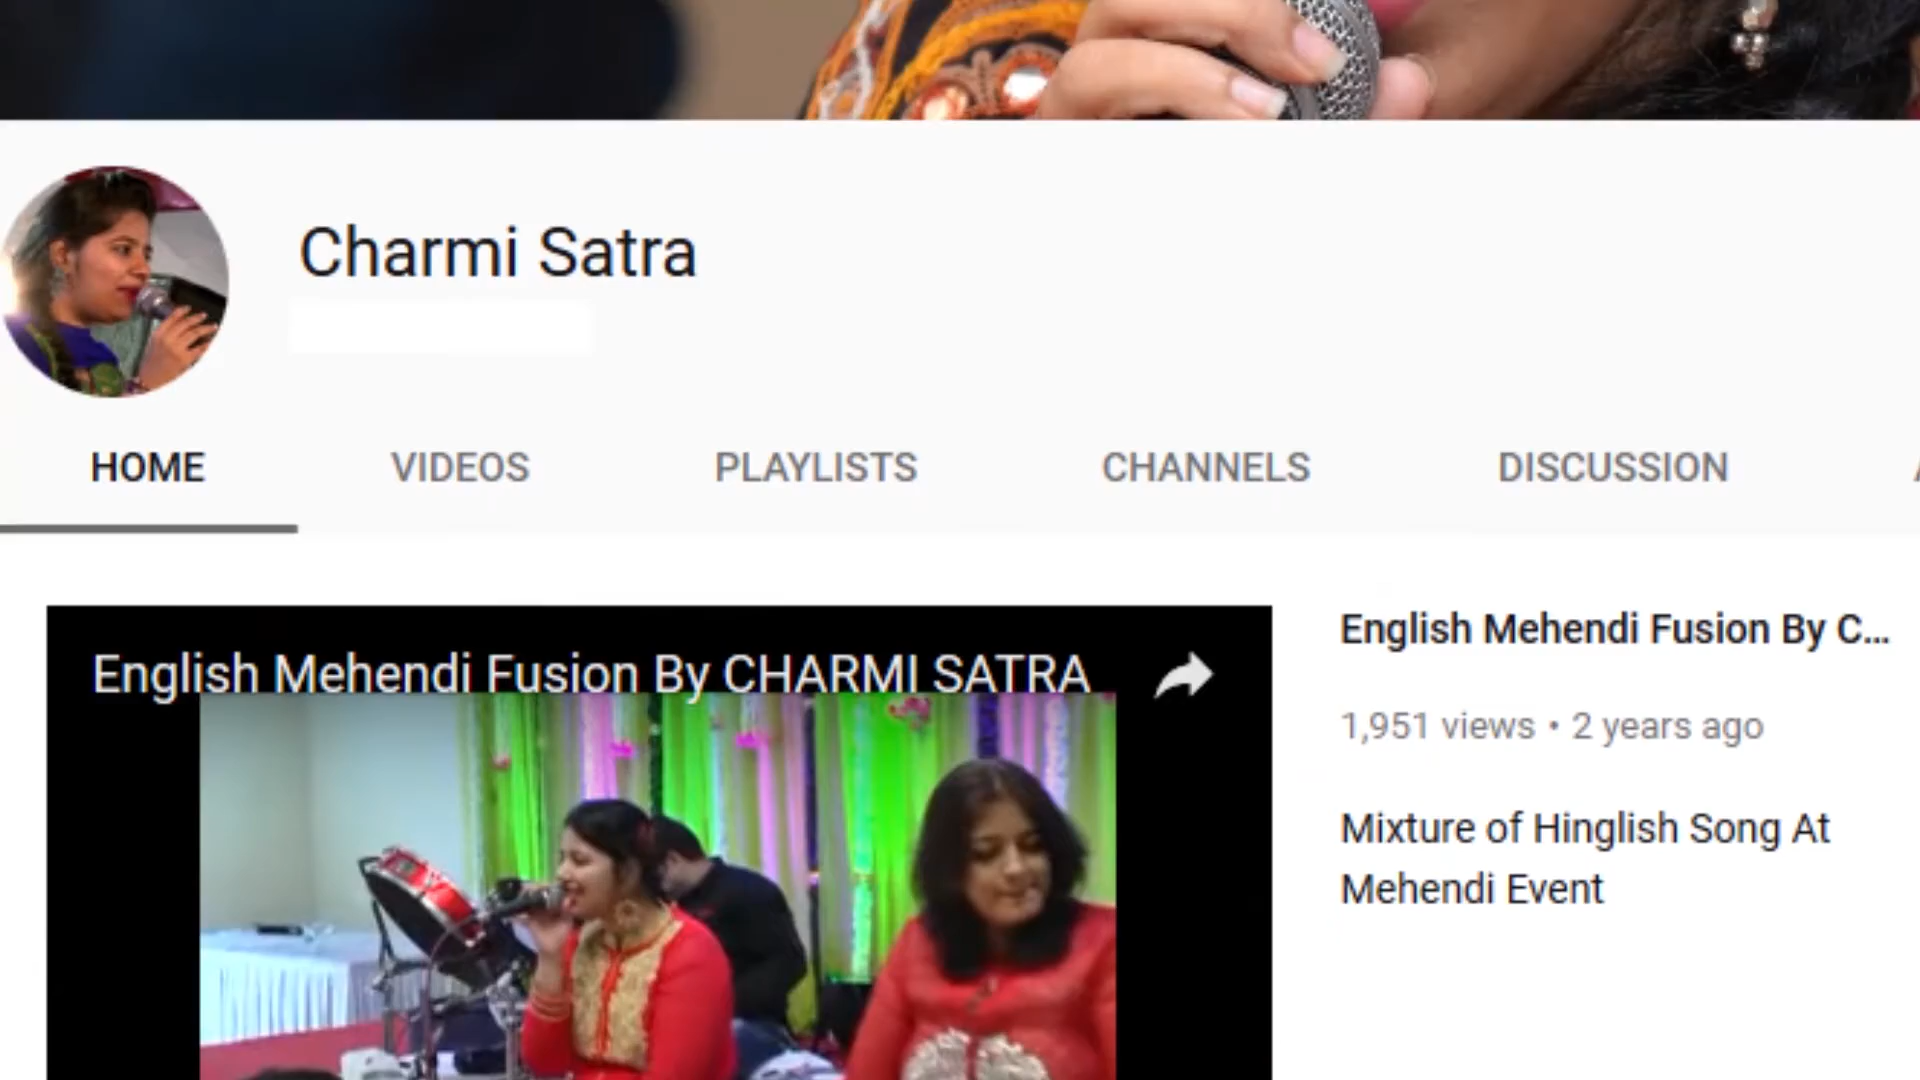 Charmi Satra
HOME VIDEOS PLAYLISTS CHANNELS DISCUSSION
English Mehendi Fusion By CHARMI SATRA
English Mehendi Fusion By C...
1,951 views • 2 years ago
Mixture of Hinglish Song At
Mehendi Event